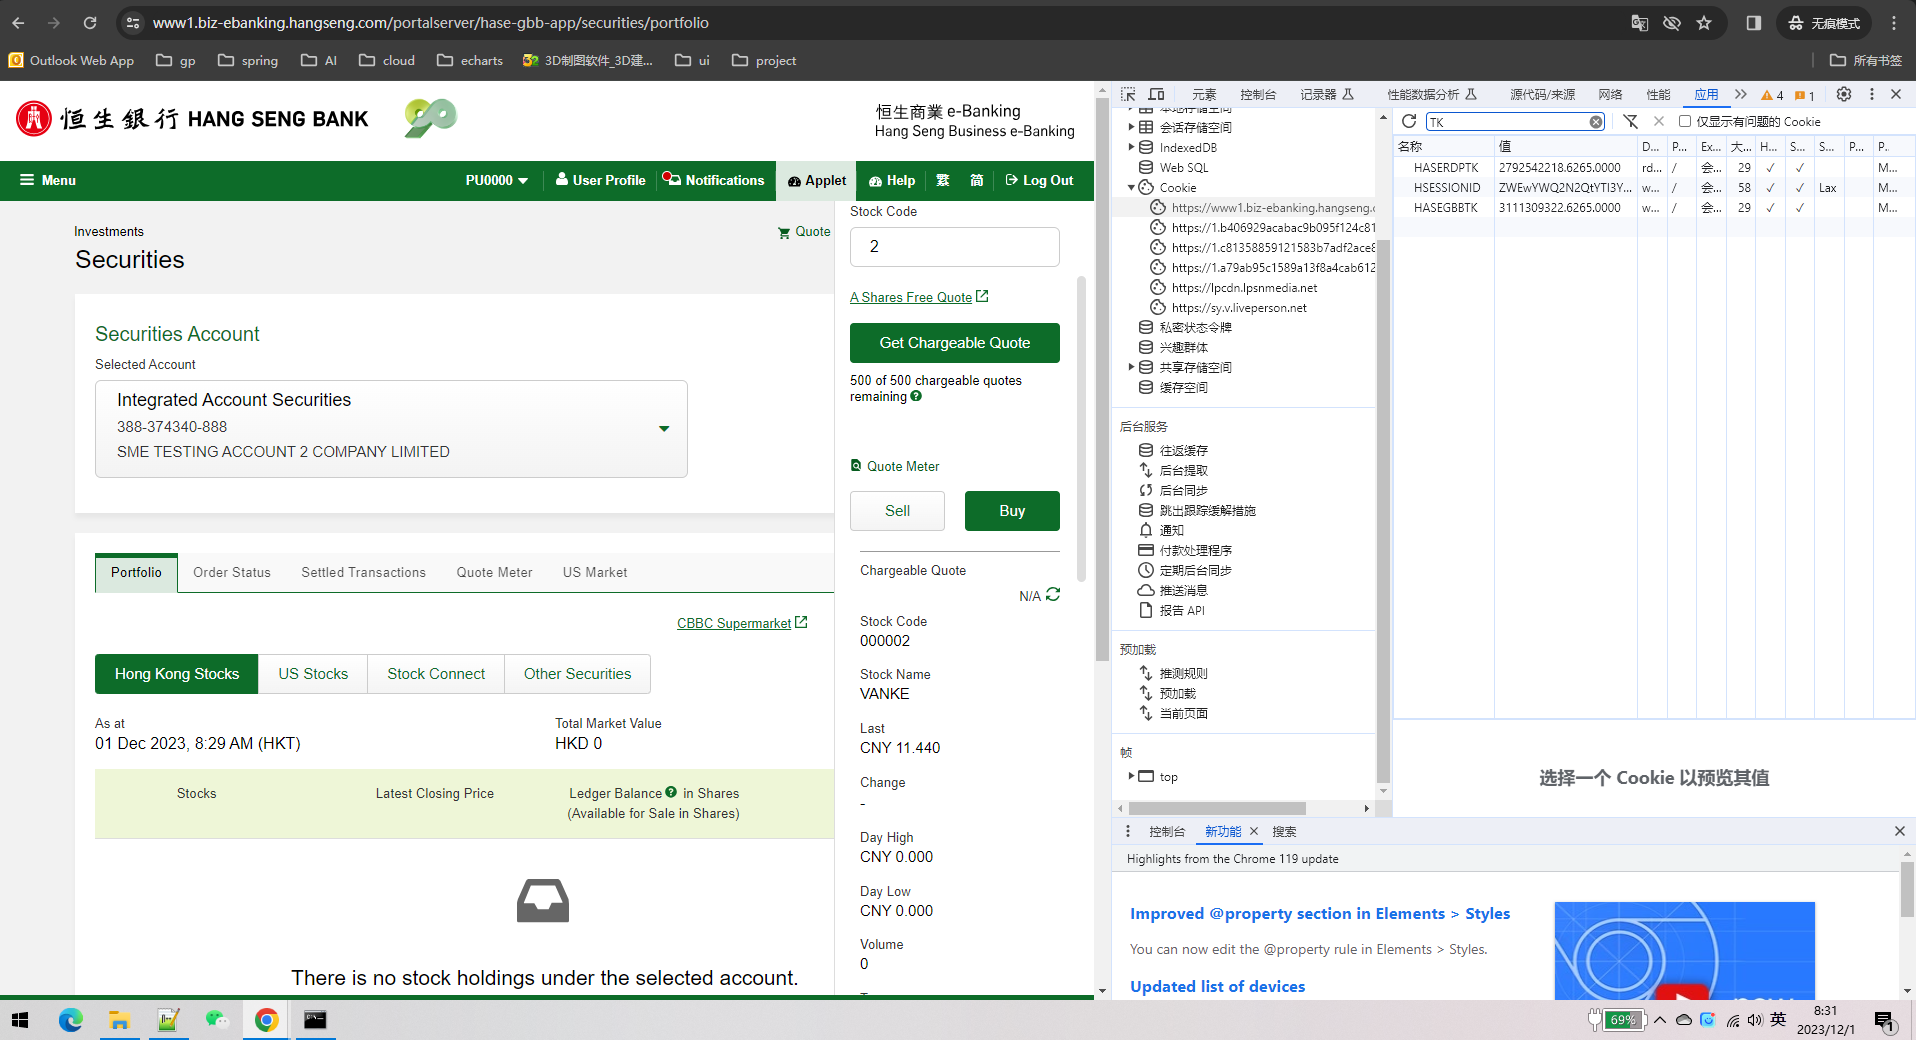 www1.biz-ebanking.hangseng.com/portalserver/hase-gbb-app/securities/portfolio
无痕模式
Outlook Web App
gp
spring
AI
cloud
echarts
3D制图软件_3D建...
ui
project
所有书签
恒生銀行 HANG SENG BANK
90
恒生商業 e-Banking
Hang Seng Business e-Banking
Menu
PU0000
User Profile
Notifications
Applet
Help
繁
简
Log Out
Investments
Securities
Quote
Securities Account
Selected Account
Integrated Account Securities
388-374340-888
SME TESTING ACCOUNT 2 COMPANY LIMITED
Portfolio
Order Status
Settled Transactions
Quote Meter
US Market
CBBC Supermarket
Hong Kong Stocks
US Stocks
Stock Connect
Other Securities
As at
01 Dec 2023, 8:29 AM (HKT)
Total Market Value
HKD 0
Stocks
Latest Closing Price
Ledger Balance in Shares
(Available for Sale in Shares)
There is no stock holdings under the selected account.
Stock Code
2
A Shares Free Quote
Get Chargeable Quote
500 of 500 chargeable quotes
remaining
Quote Meter
Sell
Buy
Chargeable Quote
N/A
Stock Code
000002
Stock Name
VANKE
Last
CNY 11.440
Change
-
Day High
CNY 0.000
Day Low
CNY 0.000
Volume
0
元素
控制台
记录器
性能数据分析
源代码/来源
网络
性能
应用
4
1
本地存储空间
会话存储空间
IndexedDB
Web SQL
Cookie
https://www1.biz-ebanking.hangseng.c
https://1.b406929acabac9b095f124c81
https://1.c81358859121583b7adf2ace8
https://1.a79ab95c1589a13f8a4cab612
https://lpcdn.lpsnmedia.net
https://sy.v.liveperson.net
私密状态令牌
兴趣群体
共享存储空间
缓存空间
后台服务
往返缓存
后台提取
后台同步
跳出跟踪缓解措施
通知
付款处理程序
定期后台同步
推送消息
报告 API
预加载
推测规则
预加载
当前页面
帧
top
TK
仅显示有问题的 Cookie
名称 值 D... P... Ex... 大... H... S... S... P... P.
HASERDPTK 2792542218.6265.0000 rd... / 会... 29 ✓ ✓ M...
HSESSIONID ZWEwYWQ2N2QtYTI3Y... w... / 会... 58 ✓ ✓ Lax M...
HASEGBBTK 3111309322.6265.0000 w... / 会... 29 ✓ ✓ M...
选择一个 Cookie 以预览其值
控制台
新功能
搜索
Highlights from the Chrome 119 update
Improved @property section in Elements > Styles
You can now edit the @property rule in Elements > Styles.
Updated list of devices
69%
英
8:31
2023/12/1
1